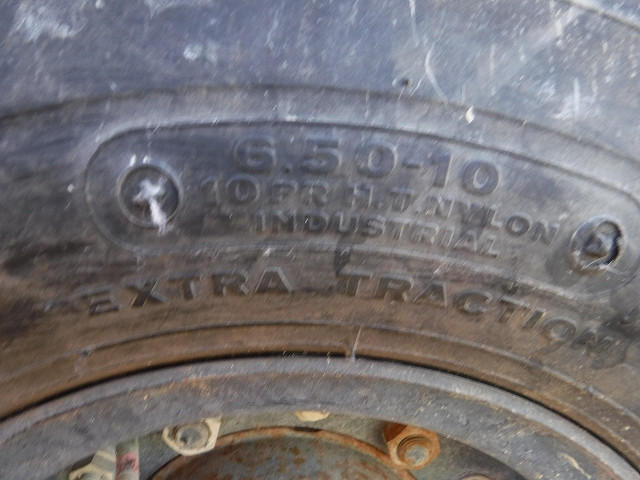 6.50-10
10PR H.T.NYLON
INDUSTRIAL
EXTRA TRACTION